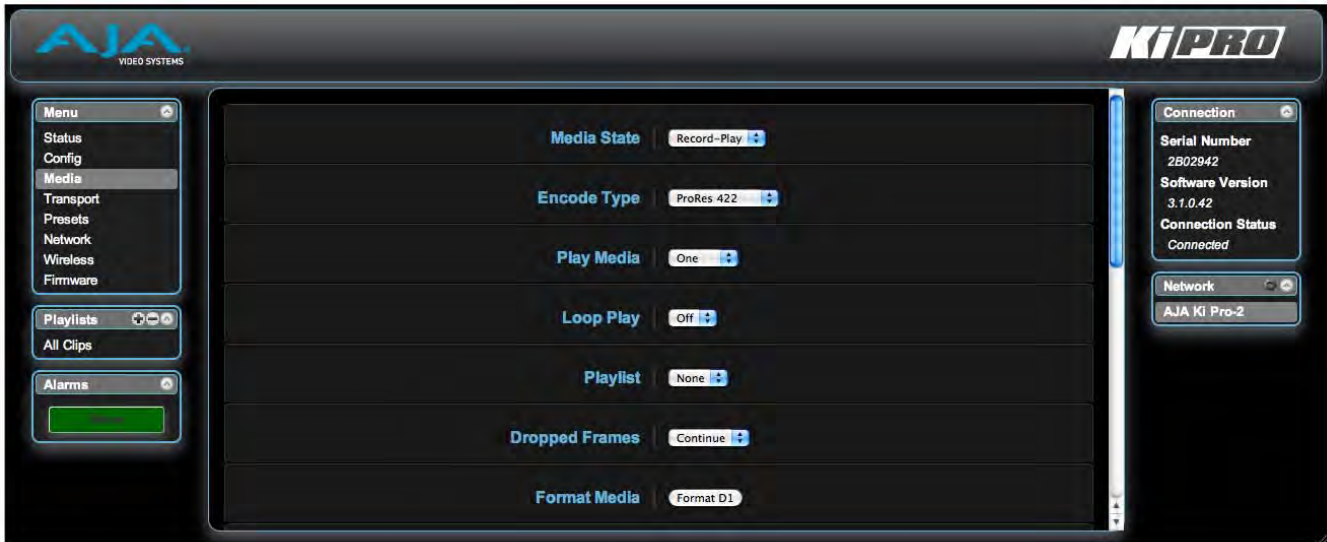 AJA
VIDEO SYSTEMS
Ki PRO
Menu
Status
Config
Media
Transport
Presets
Network
Wireless
Firmware
Playlists
All Clips
Alarms
Media State Record-Play
Encode Type ProRes 422
Play Media One
Loop Play Off
Playlist None
Dropped Frames Continue
Format Media Format D1
Connection
Serial Number
2B02942
Software Version
3.1.0.42
Connection Status
Connected
Network
AJA Ki Pro-2